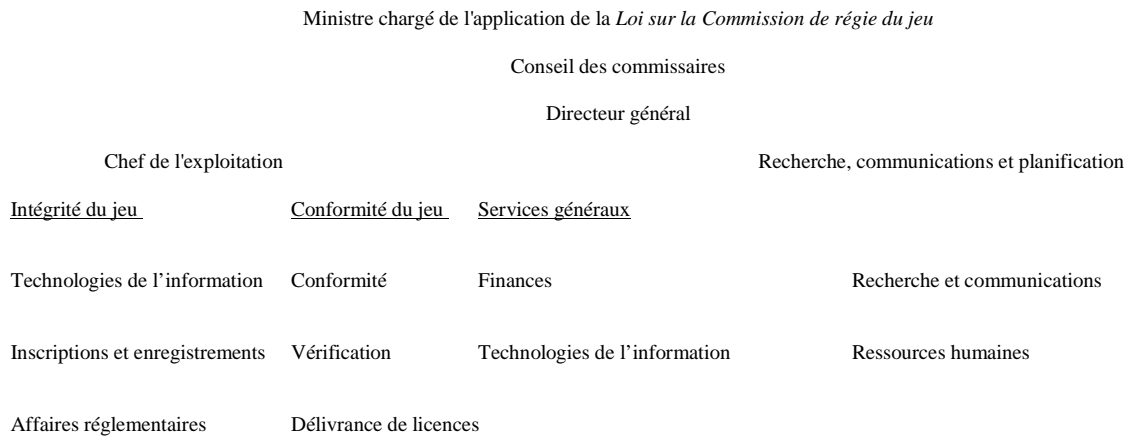 Ministre chargé de l'application de la Loi sur la Commission de régie du jeu
Conseil des commissaires
Directeur général
Chef de l'exploitation Recherche, communications et planification
Intégrité du jeu Conformité du jeu Services généraux
Technologies de l’information Conformité Finances Recherche et communications
Inscriptions et enregistrements Vérification Technologies de l’information Ressources humaines
Affaires réglementaires Délivrance de licences